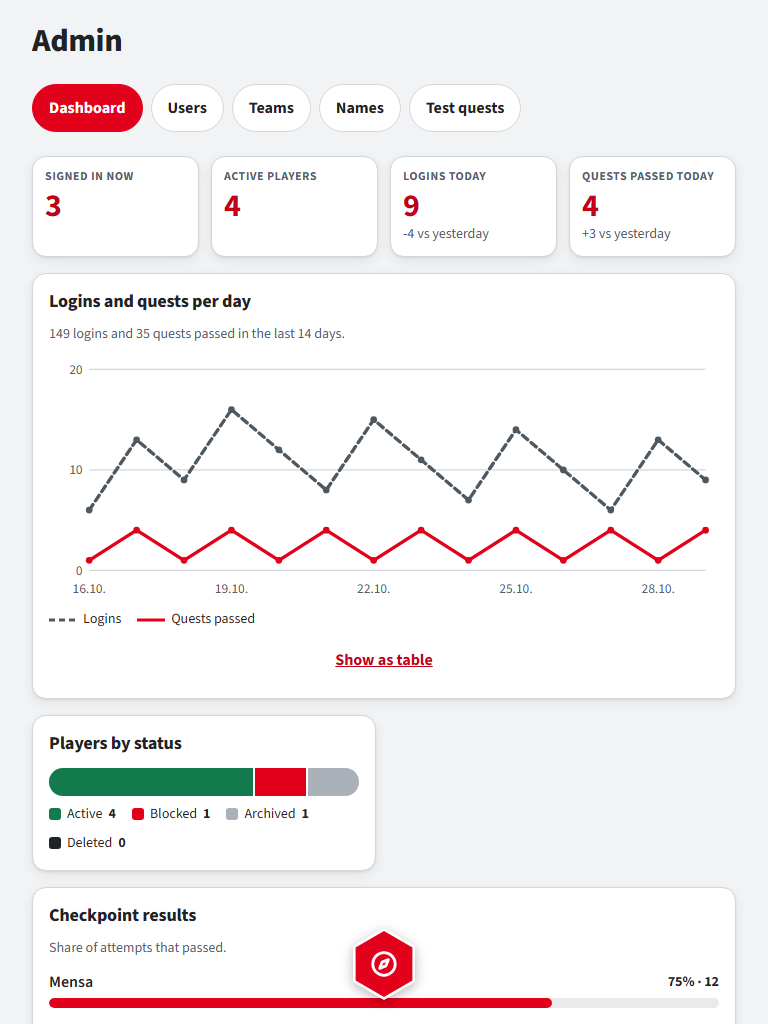 Admin
Dashboard Users Teams Names Test quests
SIGNED IN NOW ACTIVE PLAYERS LOGINS TODAY QUESTS PASSED TODAY
3 4 9 4
-4 vs yesterday +3 vs yesterday
Logins and quests per day
149 logins and 35 quests passed in the last 14 days.
20
10
0
16.10. 19.10. 22.10. 25.10. 28.10.
Logins Quests passed
Show as table
Players by status
Active 4 Blocked 1 Archived 1
Deleted 0
Checkpoint results
Share of attempts that passed.
Mensa 75% · 12